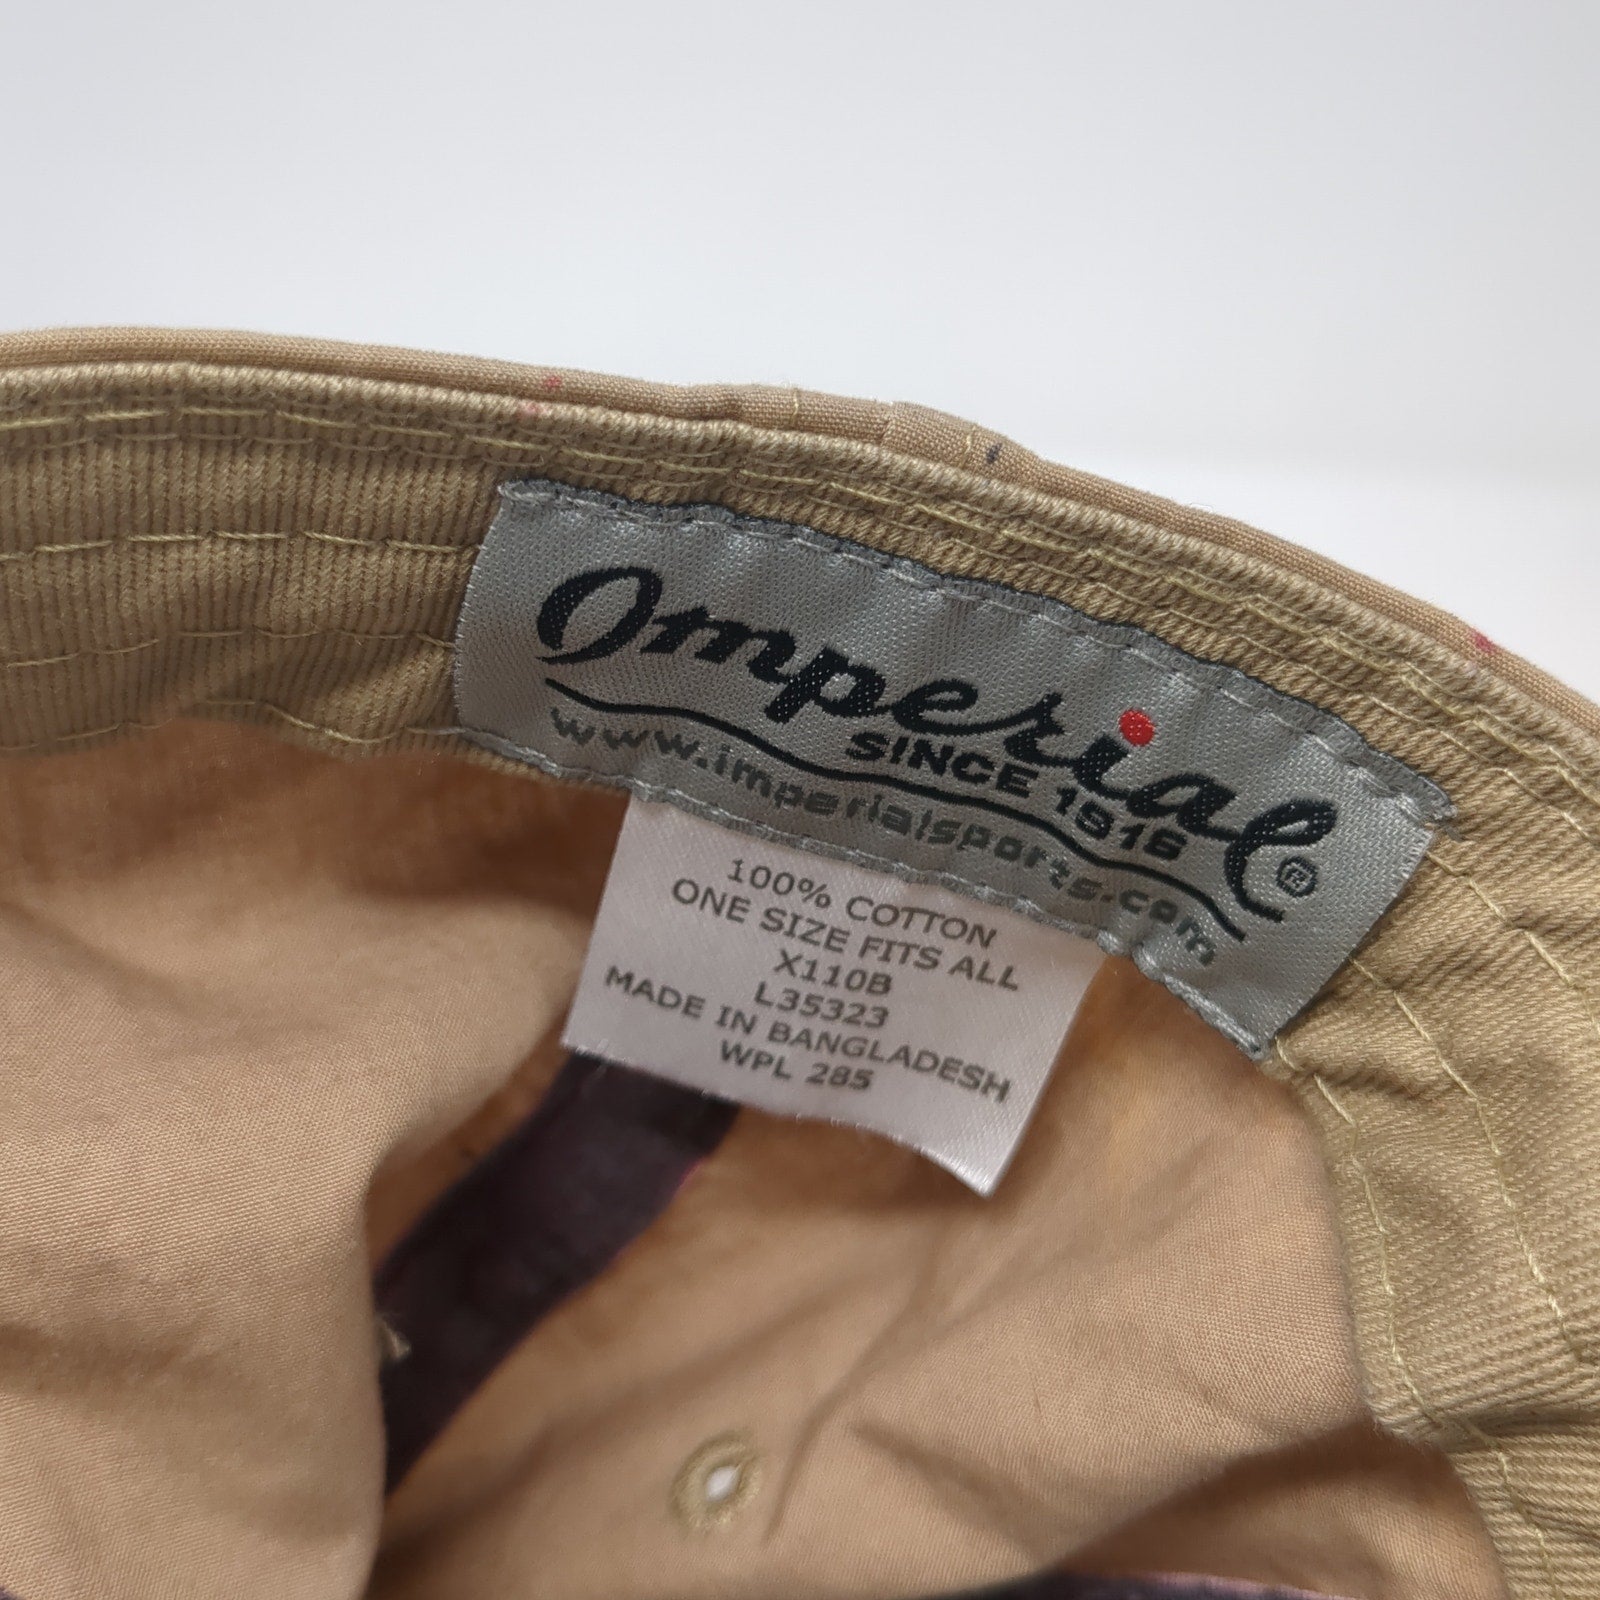 Imperial®
SINCE 1916
www.imperialsports.com
100% COTTON
ONE SIZE FITS ALL
X110B
L35323
MADE IN BANGLADESH
WPL 285